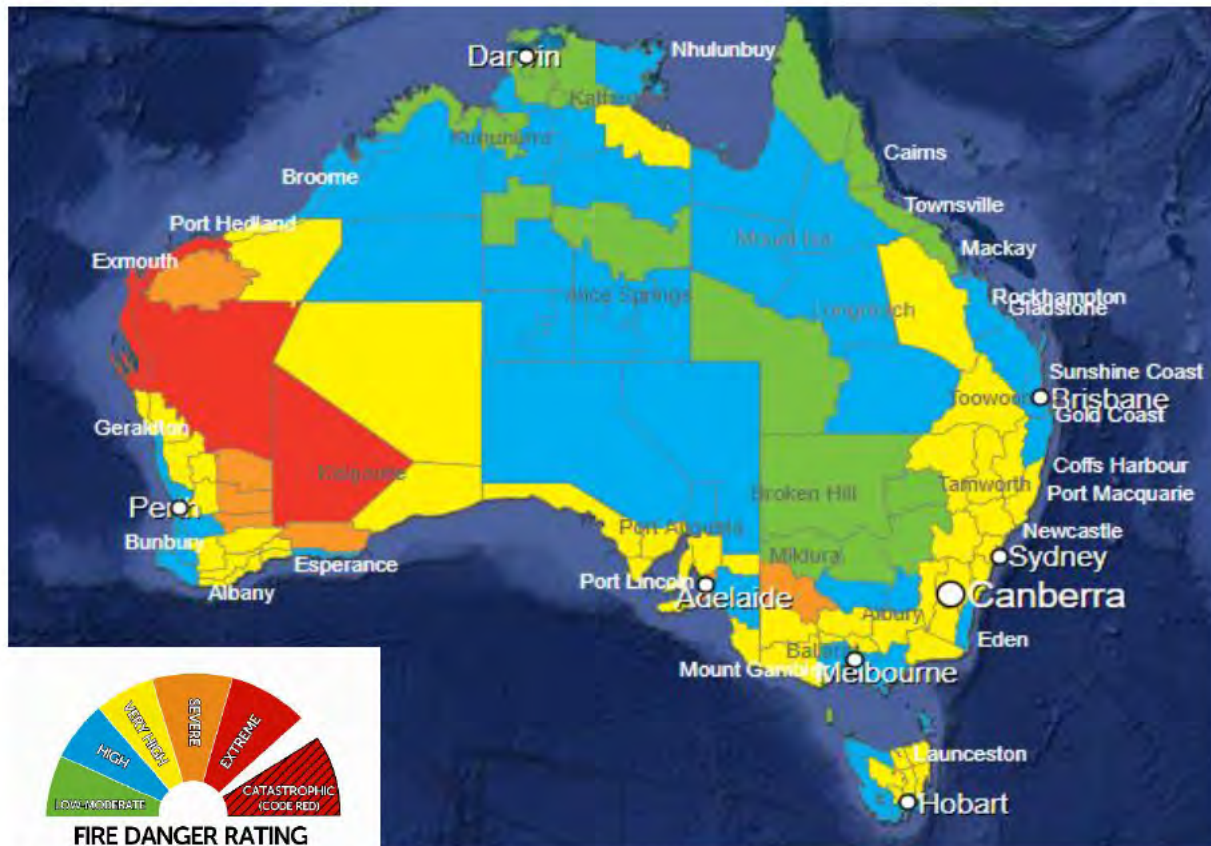 Darwin
Nhulunbuy
Katherine
Kununurra
Cairns
Broome
Townsville
Port Hedland
Mount Isa
Mackay
Exmouth
Alice Springs
Rockhampton
Longreach
Gladstone
Sunshine Coast
Toowoomba
Brisbane
Geraldton
Gold Coast
Kalgoorlie
Coffs Harbour
Tamworth
Broken Hill
Port Macquarie
Perth
Port Augusta
Newcastle
Bunbury
Mildura
Sydney
Esperance
Port Lincoln
Albany
Adelaide
Canberra
Albury
Eden
Ballarat
Mount Gambier
Melbourne
Launceston
Hobart
LOW-MODERATE
HIGH
VERY HIGH
SEVERE
EXTREME
CATASTROPHIC
(CODE RED)
FIRE DANGER RATING